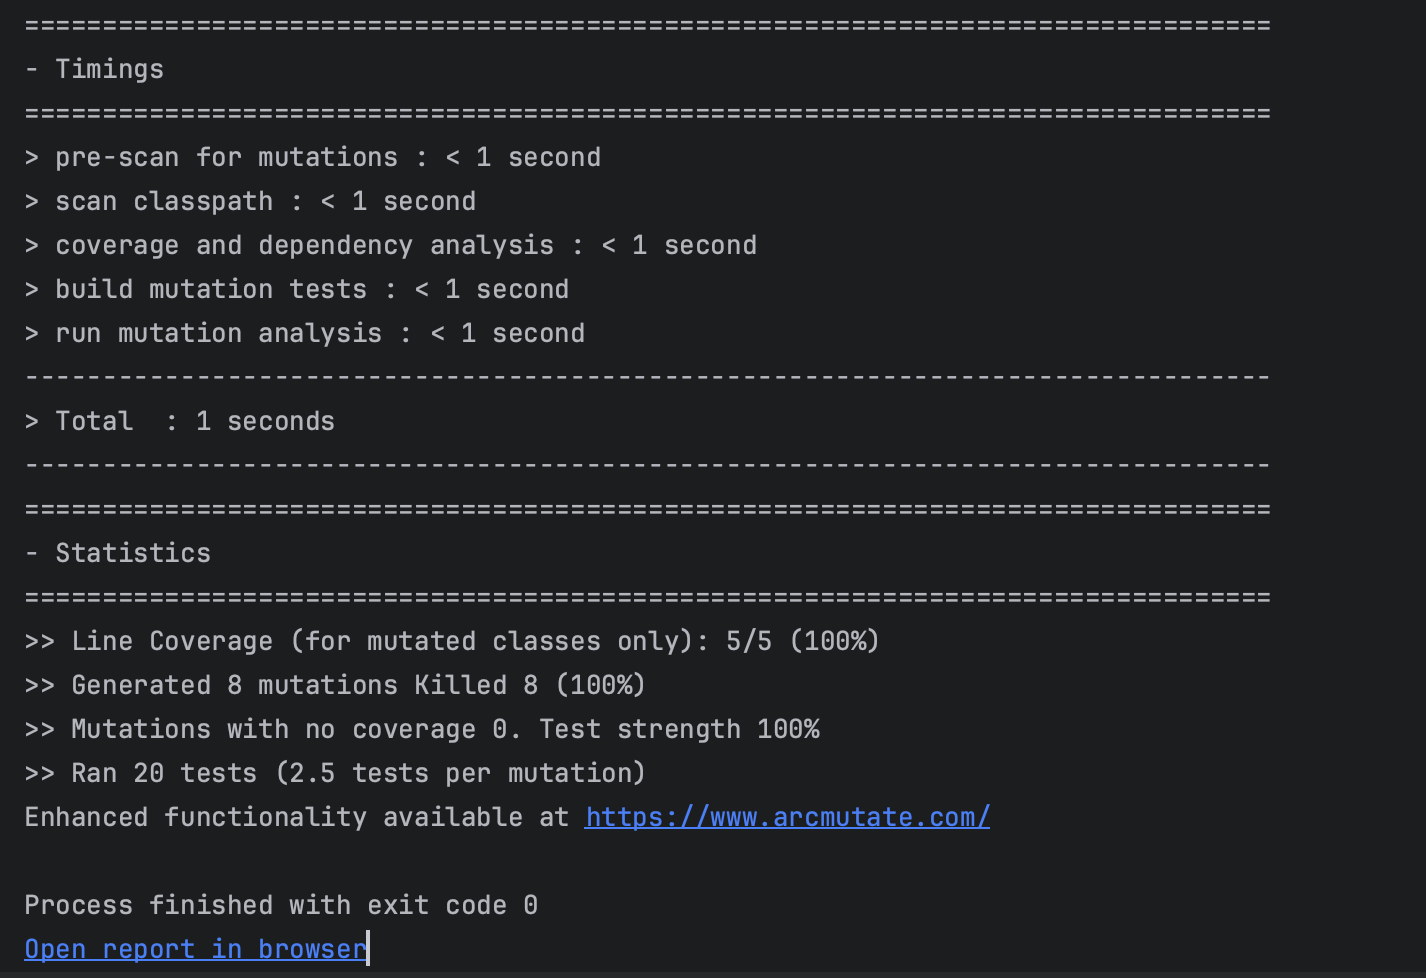 ================================================================================
- Timings
================================================================================
> pre-scan for mutations : < 1 second
> scan classpath : < 1 second
> coverage and dependency analysis : < 1 second
> build mutation tests : < 1 second
> run mutation analysis : < 1 second
--------------------------------------------------------------------------------
> Total  : 1 seconds
--------------------------------------------------------------------------------
================================================================================
- Statistics
================================================================================
>> Line Coverage (for mutated classes only): 5/5 (100%)
>> Generated 8 mutations Killed 8 (100%)
>> Mutations with no coverage 0. Test strength 100%
>> Ran 20 tests (2.5 tests per mutation)
Enhanced functionality available at https://www.arcmutate.com/

Process finished with exit code 0
Open report in browser